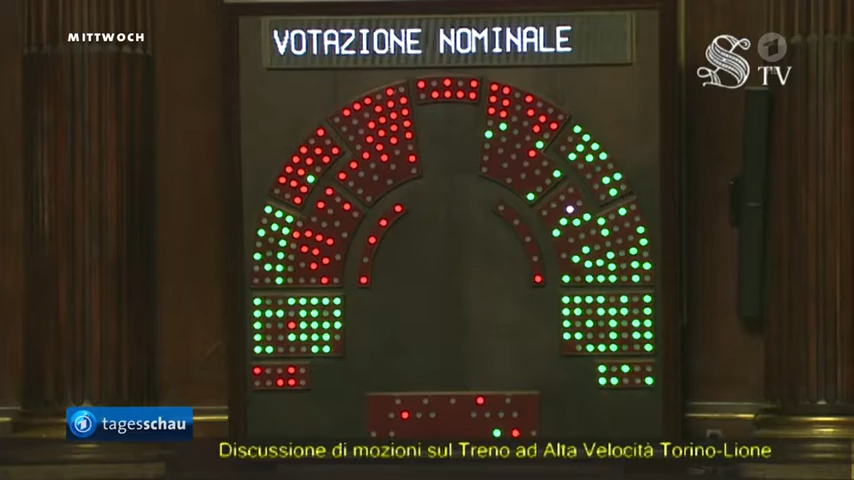 MITTWOCH
VOTAZIONE NOMINALE
S TV
tagesschau
Discussione di mozioni sul Treno ad Alta Velocità Torino-Lione